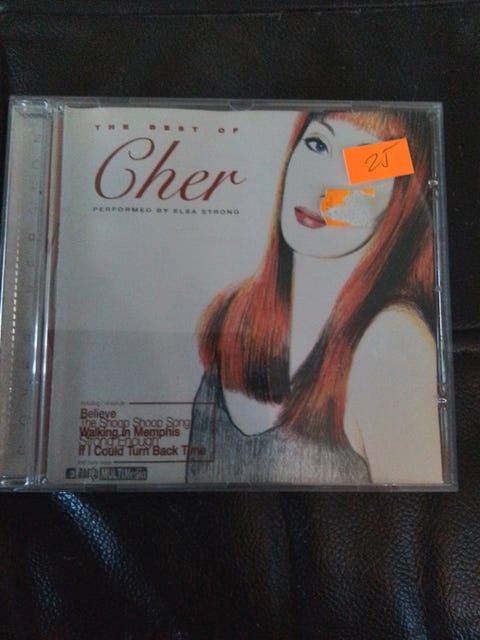 THE BEST OF
Cher
PERFORMED BY ELSA STRONG
25
Believe
The Shoop Shoop Song
Walking in Memphis
Strong Enough
If I Could Turn Back Time